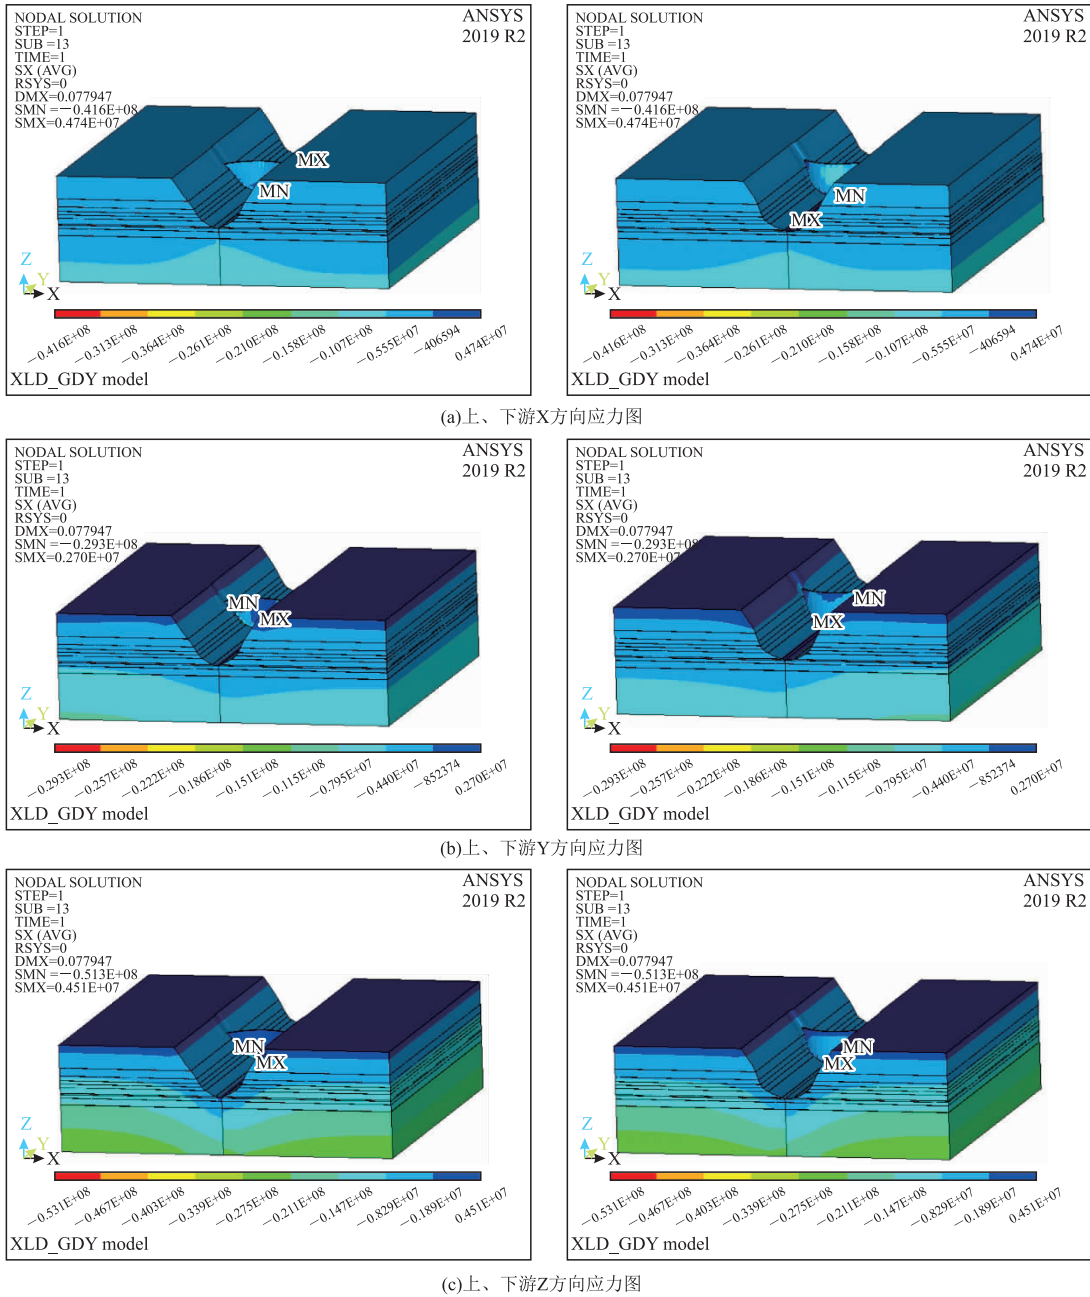 NODAL SOLUTION
STEP=1
SUB =13
TIME=1
SX (AVG)
RSYS=0
DMX=0.077947
SMN =−0.416E+08
SMX=0.474E+07
ANSYS
2019 R2
MX
MN
Z
Y
X
−0.416E+08
−0.313E+08
−0.364E+08
−0.261E+08
−0.210E+08
−0.158E+08
−0.107E+08
−0.555E+07
−406594
0.474E+07
XLD_GDY model
NODAL SOLUTION
STEP=1
SUB =13
TIME=1
SX (AVG)
RSYS=0
DMX=0.077947
SMN =−0.416E+08
SMX=0.474E+07
ANSYS
2019 R2
MN
MX
Z
Y
X
−0.416E+08
−0.313E+08
−0.364E+08
−0.261E+08
−0.210E+08
−0.158E+08
−0.107E+08
−0.555E+07
−406594
0.474E+07
XLD_GDY model
(a)上、下游X方向应力图
NODAL SOLUTION
STEP=1
SUB =13
TIME=1
SX (AVG)
RSYS=0
DMX=0.077947
SMN =−0.293E+08
SMX=0.270E+07
ANSYS
2019 R2
MN
MX
Z
Y
X
−0.293E+08
−0.257E+08
−0.222E+08
−0.186E+08
−0.151E+08
−0.115E+08
−0.795E+07
−0.440E+07
−852374
0.270E+07
XLD_GDY model
NODAL SOLUTION
STEP=1
SUB =13
TIME=1
SX (AVG)
RSYS=0
DMX=0.077947
SMN =−0.293E+08
SMX=0.270E+07
ANSYS
2019 R2
MN
MX
Z
Y
X
−0.293E+08
−0.257E+08
−0.222E+08
−0.186E+08
−0.151E+08
−0.115E+08
−0.795E+07
−0.440E+07
−852374
0.270E+07
XLD_GDY model
(b)上、下游Y方向应力图
NODAL SOLUTION
STEP=1
SUB =13
TIME=1
SX (AVG)
RSYS=0
DMX=0.077947
SMN =−0.513E+08
SMX=0.451E+07
ANSYS
2019 R2
MN
MX
Z
Y
X
−0.531E+08
−0.467E+08
−0.403E+08
−0.339E+08
−0.275E+08
−0.211E+08
−0.147E+08
−0.829E+07
−0.189E+07
0.451E+07
XLD_GDY model
NODAL SOLUTION
STEP=1
SUB =13
TIME=1
SX (AVG)
RSYS=0
DMX=0.077947
SMN =−0.513E+08
SMX=0.451E+07
ANSYS
2019 R2
MN
MX
Z
Y
X
−0.531E+08
−0.467E+08
−0.403E+08
−0.339E+08
−0.275E+08
−0.211E+08
−0.147E+08
−0.829E+07
−0.189E+07
0.451E+07
XLD_GDY model
(c)上、下游Z方向应力图